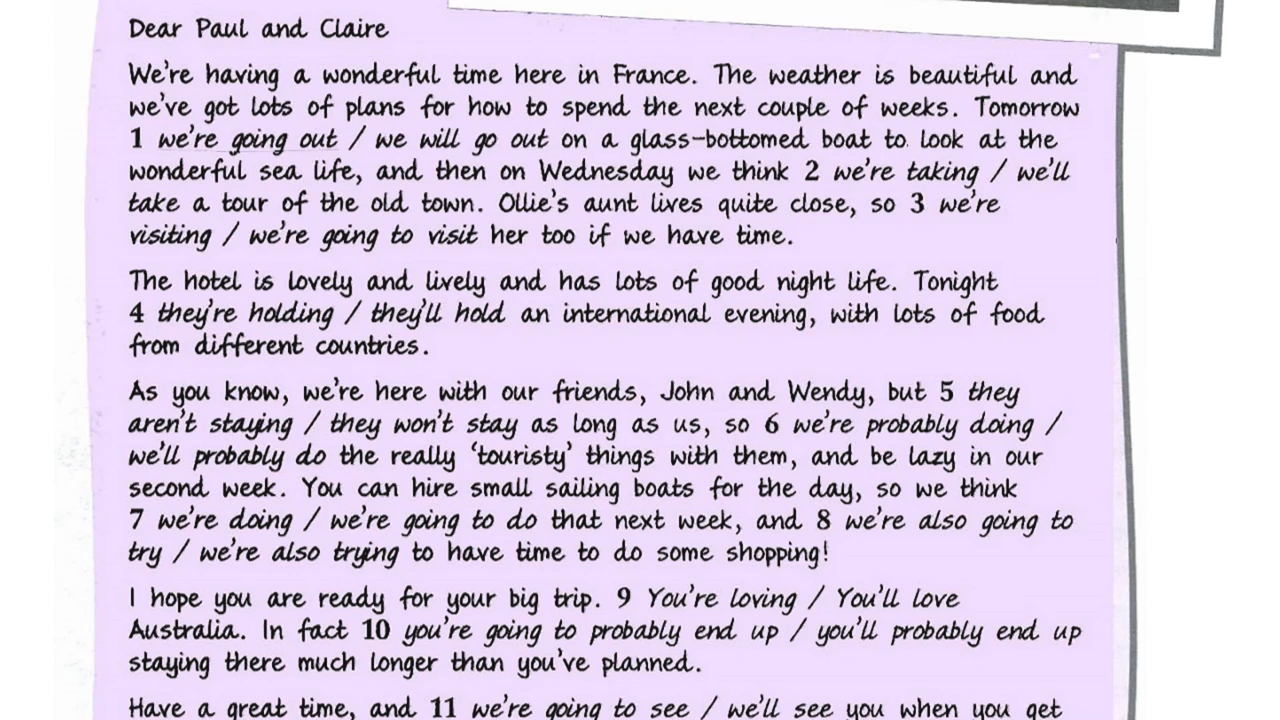 Dear Paul and Claire
We're having a wonderful time here in France. The weather is beautiful and
we've got lots of plans for how to spend the next couple of weeks. Tomorrow
1 we're going out / we will go out on a glass-bottomed boat to look at the
wonderful sea life, and then on Wednesday we think 2 we're taking / we'll
take a tour of the old town. Ollie's aunt lives quite close, so 3 we're
visiting / we're going to visit her too if we have time.
The hotel is lovely and lively and has lots of good night life. Tonight
4 they're holding / they'll hold an international evening, with lots of food
from different countries.
As you know, we're here with our friends, John and Wendy, but 5 they
aren't staying / they won't stay as long as us, so 6 we're probably doing /
we'll probably do the really 'touristy' things with them, and be lazy in our
second week. You can hire small sailing boats for the day, so we think
7 we're doing / we're going to do that next week, and 8 we're also going to
try / we're also trying to have time to do some shopping!
I hope you are ready for your big trip. 9 You're loving / You'll love
Australia. In fact 10 you're going to probably end up / you'll probably end up
staying there much longer than you've planned.
Have a great time, and 11 we're going to see / we'll see you when you get